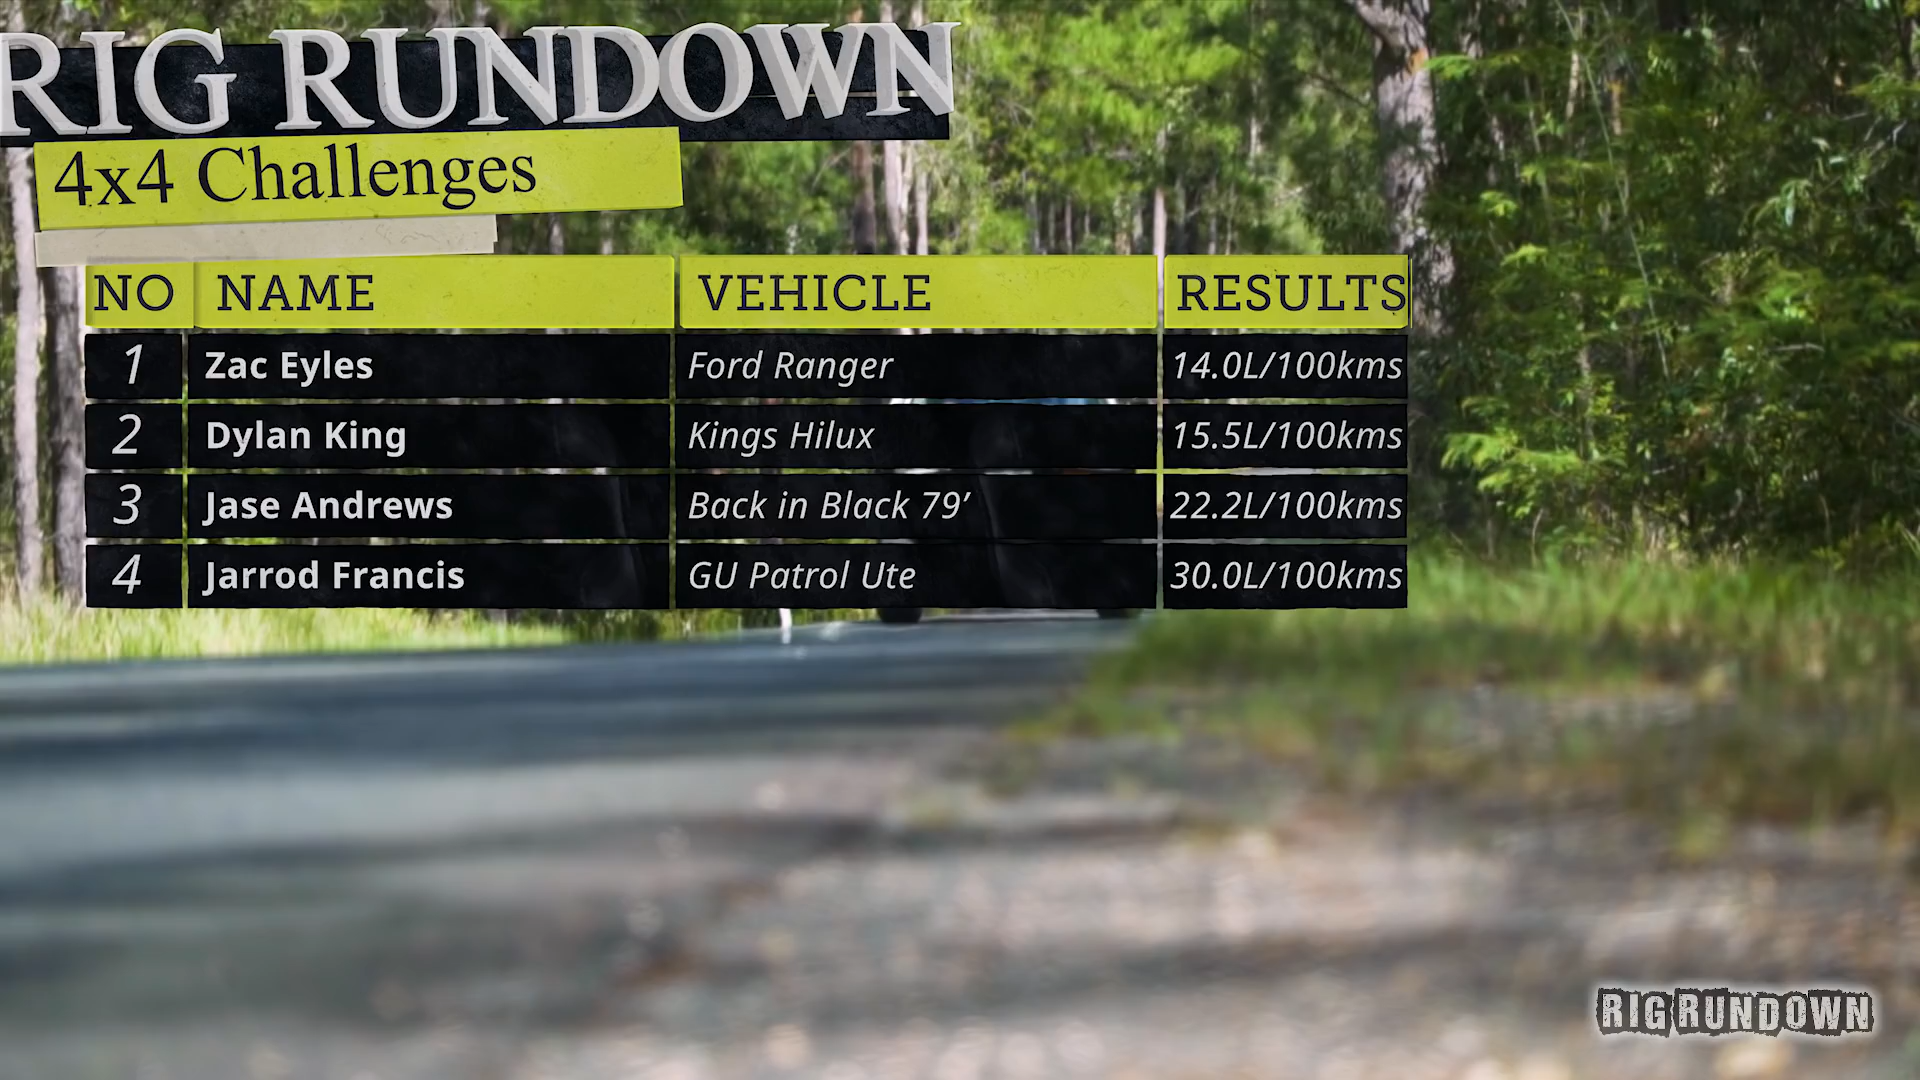 RIG RUNDOWN
4x4 Challenges
NO NAME VEHICLE RESULTS
1 Zac Eyles Ford Ranger 14.0L/100kms
2 Dylan King Kings Hilux 15.5L/100kms
3 Jase Andrews Back in Black 79’ 22.2L/100kms
4 Jarrod Francis GU Patrol Ute 30.0L/100kms
RIG RUNDOWN